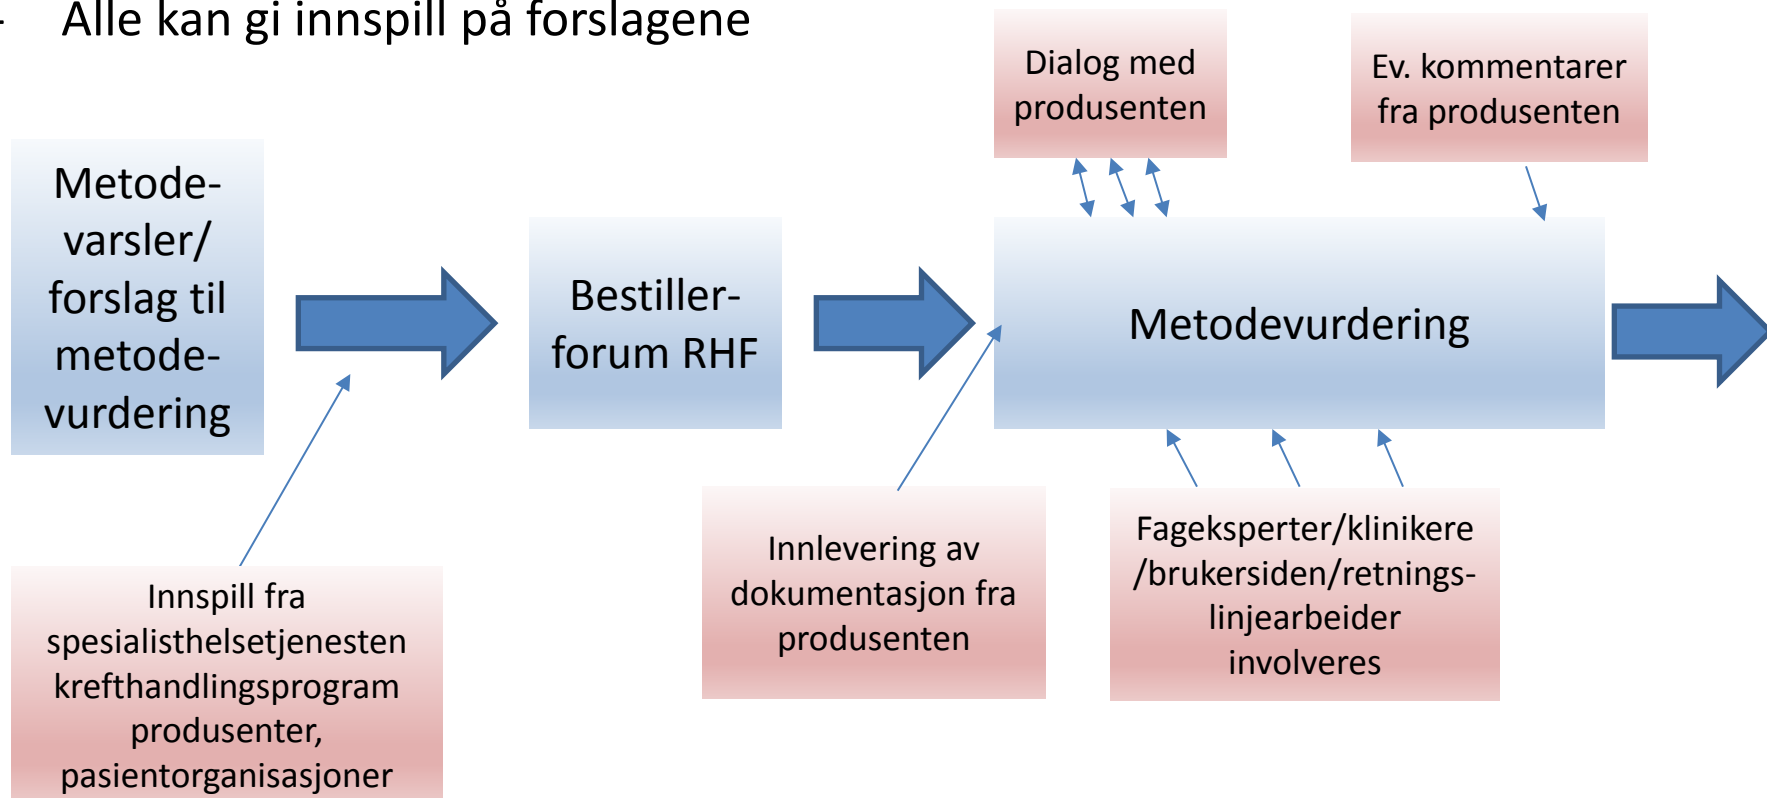 - Alle kan gi innspill på forslagene
Dialog med
produsenten
Ev. kommentarer
fra produsenten
Metode-
varsler/
forslag til
metode-
vurdering
Bestiller-
forum RHF
Metodevurdering
Innspill fra
spesialisthelsetjenesten
krefthandlingsprogram
produsenter,
pasientorganisasjoner
Innlevering av
dokumentasjon fra
produsenten
Fageksperter/klinikere
/brukersiden/retnings-
linjearbeider
involveres